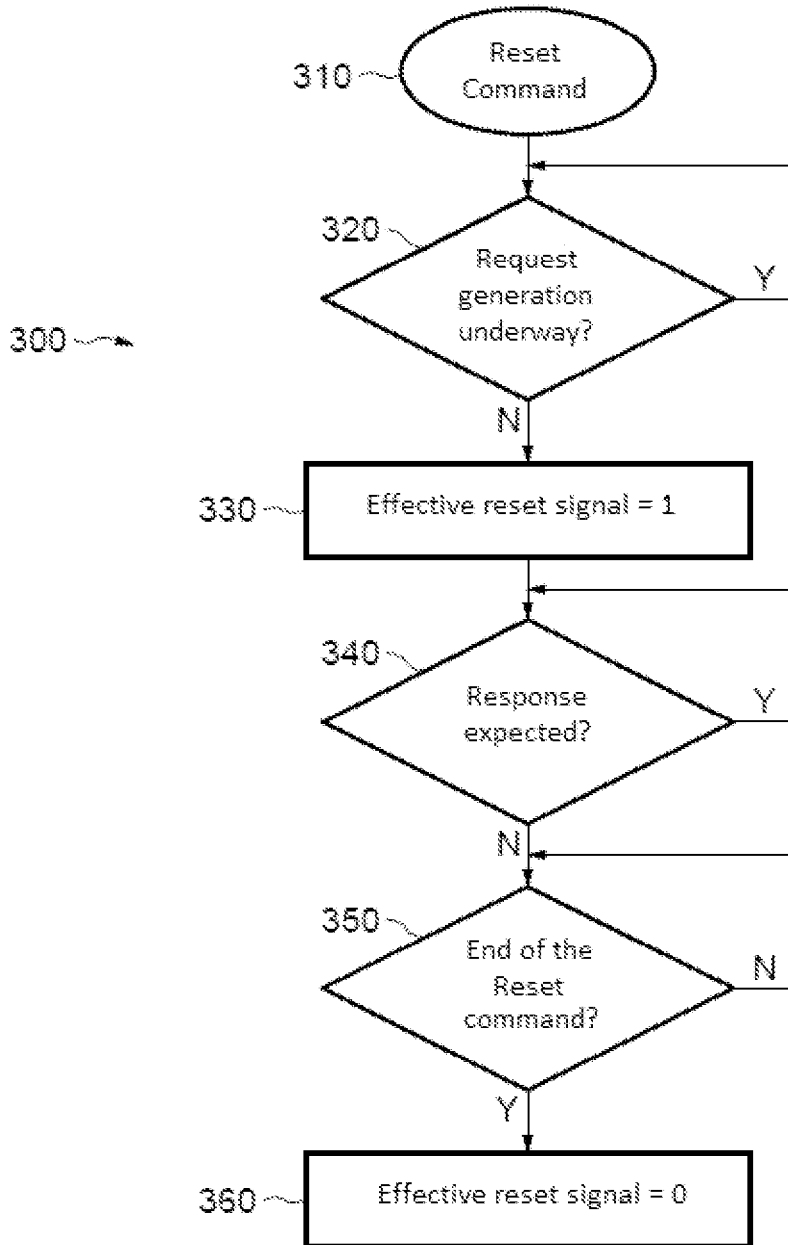 310
Reset
Command
320
Request
generation
underway?
Y
300
N
330
Effective reset signal = 1
340
Response
expected?
Y
N
350
End of the
Reset
command?
N
Y
360
Effective reset signal = 0